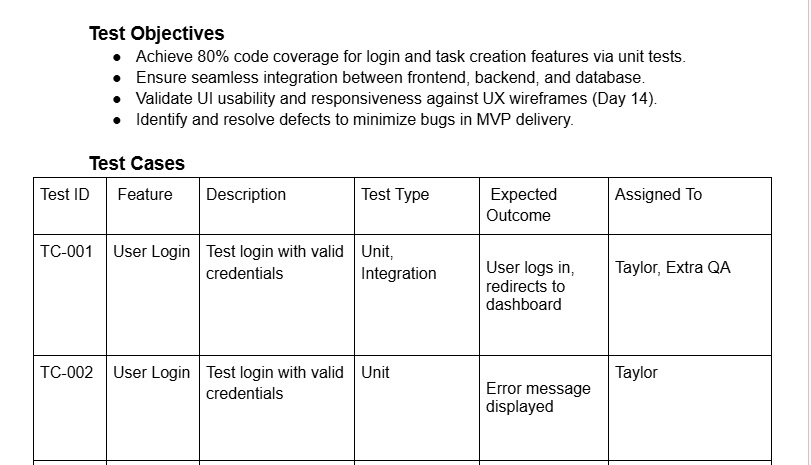 Test Objectives
● Achieve 80% code coverage for login and task creation features via unit tests.
● Ensure seamless integration between frontend, backend, and database.
● Validate UI usability and responsiveness against UX wireframes (Day 14).
● Identify and resolve defects to minimize bugs in MVP delivery.
Test Cases
Test ID Feature Description Test Type Expected Assigned To
Outcome
TC-001 User Login Test login with valid Unit,
credentials Integration
User logs in, Taylor, Extra QA
redirects to
dashboard
TC-002 User Login Test login with valid Unit Taylor
credentials
Error message
displayed